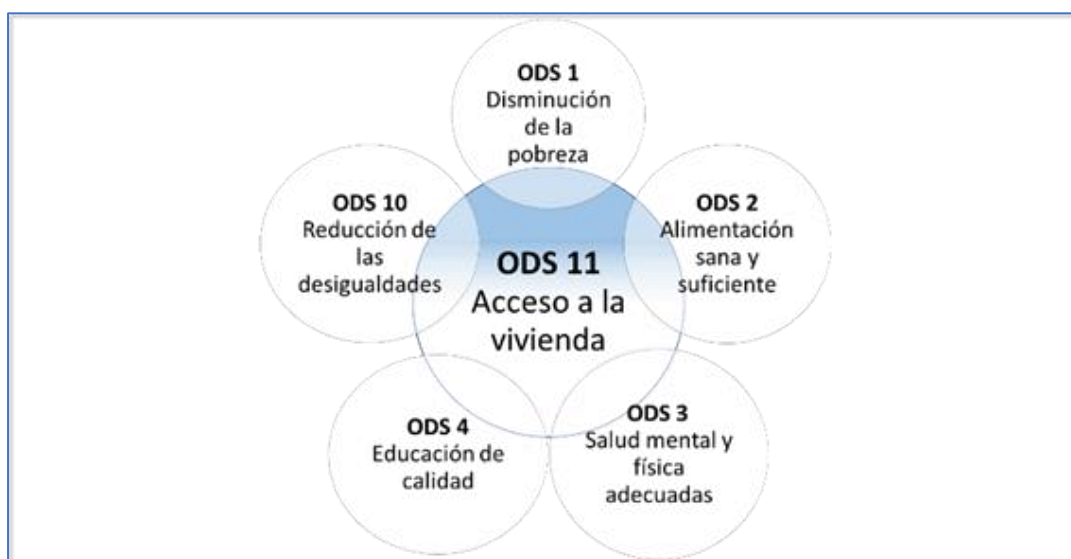 ODS 1
Disminución
de la
pobreza
ODS 10
Reducción de
las
desigualdades
ODS 2
Alimentación
sana y
suficiente
ODS 11
Acceso a la
vivienda
ODS 4
Educación de
calidad
ODS 3
Salud mental y
física
adecuadas